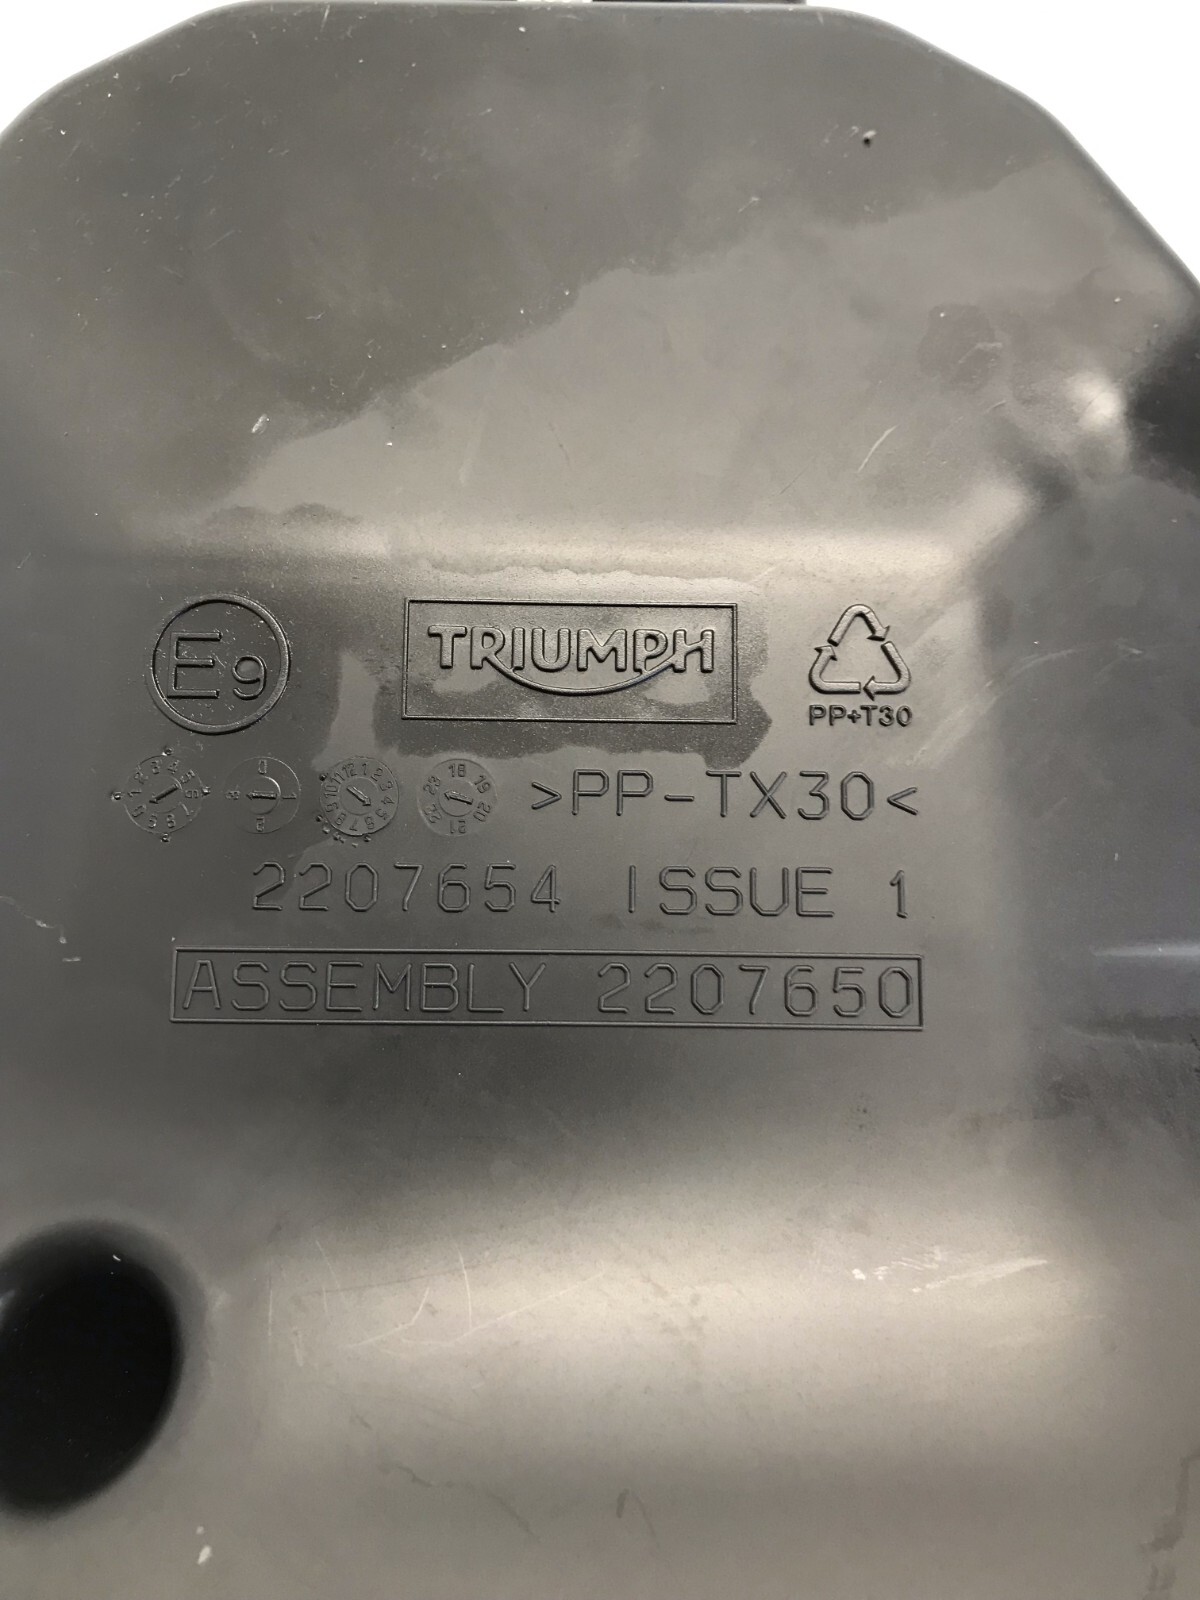 E9
TRIUMPH
PP+T30
>PP-TX30<
2207654 ISSUE 1
ASSEMBLY 2207650